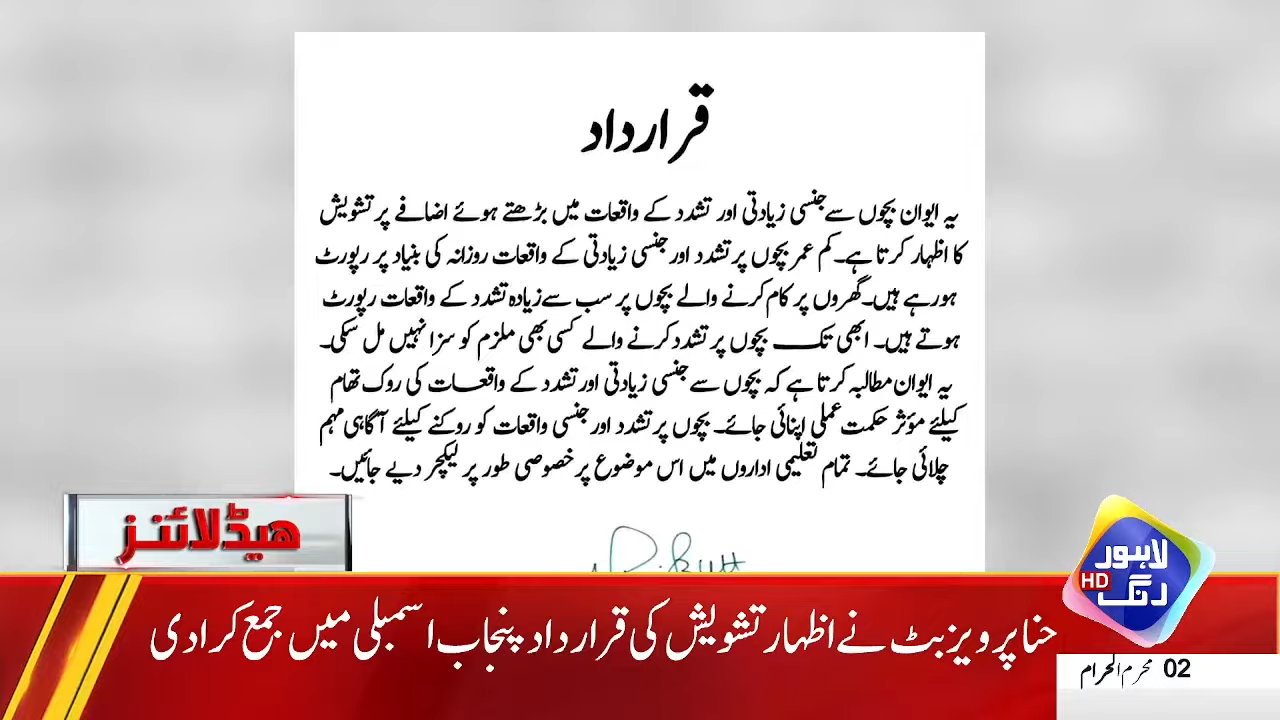 قرارداد
یہ ایوان بچوں سے جنسی زیادتی اور تشدد کے واقعات میں بڑھتے ہوئے اضافے پر تشویش
کا اظہار کرتا ہے۔ کم عمر بچوں پر تشدد اور جنسی زیادتی کے واقعات روزانہ کی بنیاد پر رپورٹ
ہورہے ہیں۔ گھروں پر کام کرنے والے بچوں پر سب سے زیادہ تشدد کے واقعات رپورٹ
ہوتے ہیں۔ ابھی تک بچوں پر تشدد کرنے والے کسی بھی ملزم کو سزا نہیں مل سکی۔
یہ ایوان مطالبہ کرتا ہے کہ بچوں سے جنسی زیادتی اور تشدد کے واقعات کی روک تھام
کیلئے مؤثر حکمت عملی اپنائی جائے۔ بچوں پر تشدد اور جنسی واقعات کو روکنے کیلئے آگاہی مہم
چلائی جائے۔ تمام تعلیمی اداروں میں اس موضوع پر خصوصی طور پر لیکچر دیے جائیں۔
ھیڈلائنز
لاہور
رنگ HD
حنا پرویز بٹ نے اظہار تشویش کی قرارداد پنجاب اسمبلی میں جمع کرا دی
02 محرم الحرام